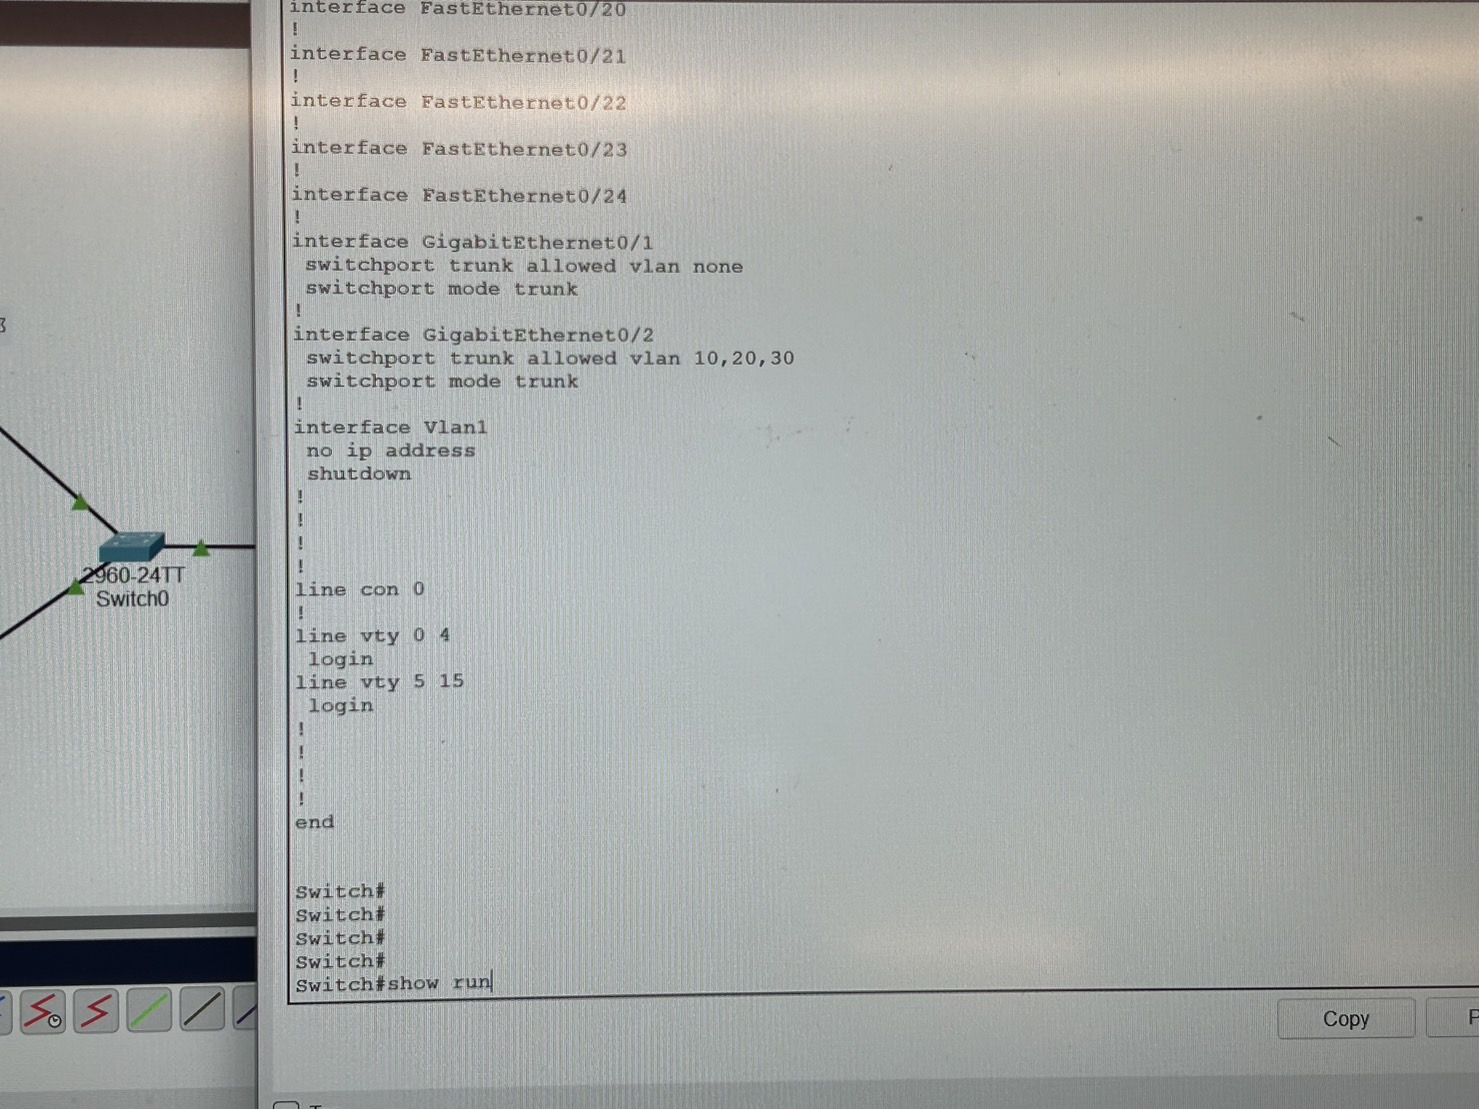 interface FastEthernet0/20
!
interface FastEthernet0/21
!
interface FastEthernet0/22
!
interface FastEthernet0/23
!
interface FastEthernet0/24
!
interface GigabitEthernet0/1
switchport trunk allowed vlan none
switchport mode trunk
!
interface GigabitEthernet0/2
switchport trunk allowed vlan 10,20,30
switchport mode trunk
!
interface Vlan1
no ip address
shutdown
!
!
!
!
line con 0
!
line vty 0 4
login
line vty 5 15
login
!
!
!
!
end
Switch#
Switch#
Switch#
Switch#
Switch#show run
2960-24TT
Switch0
Copy